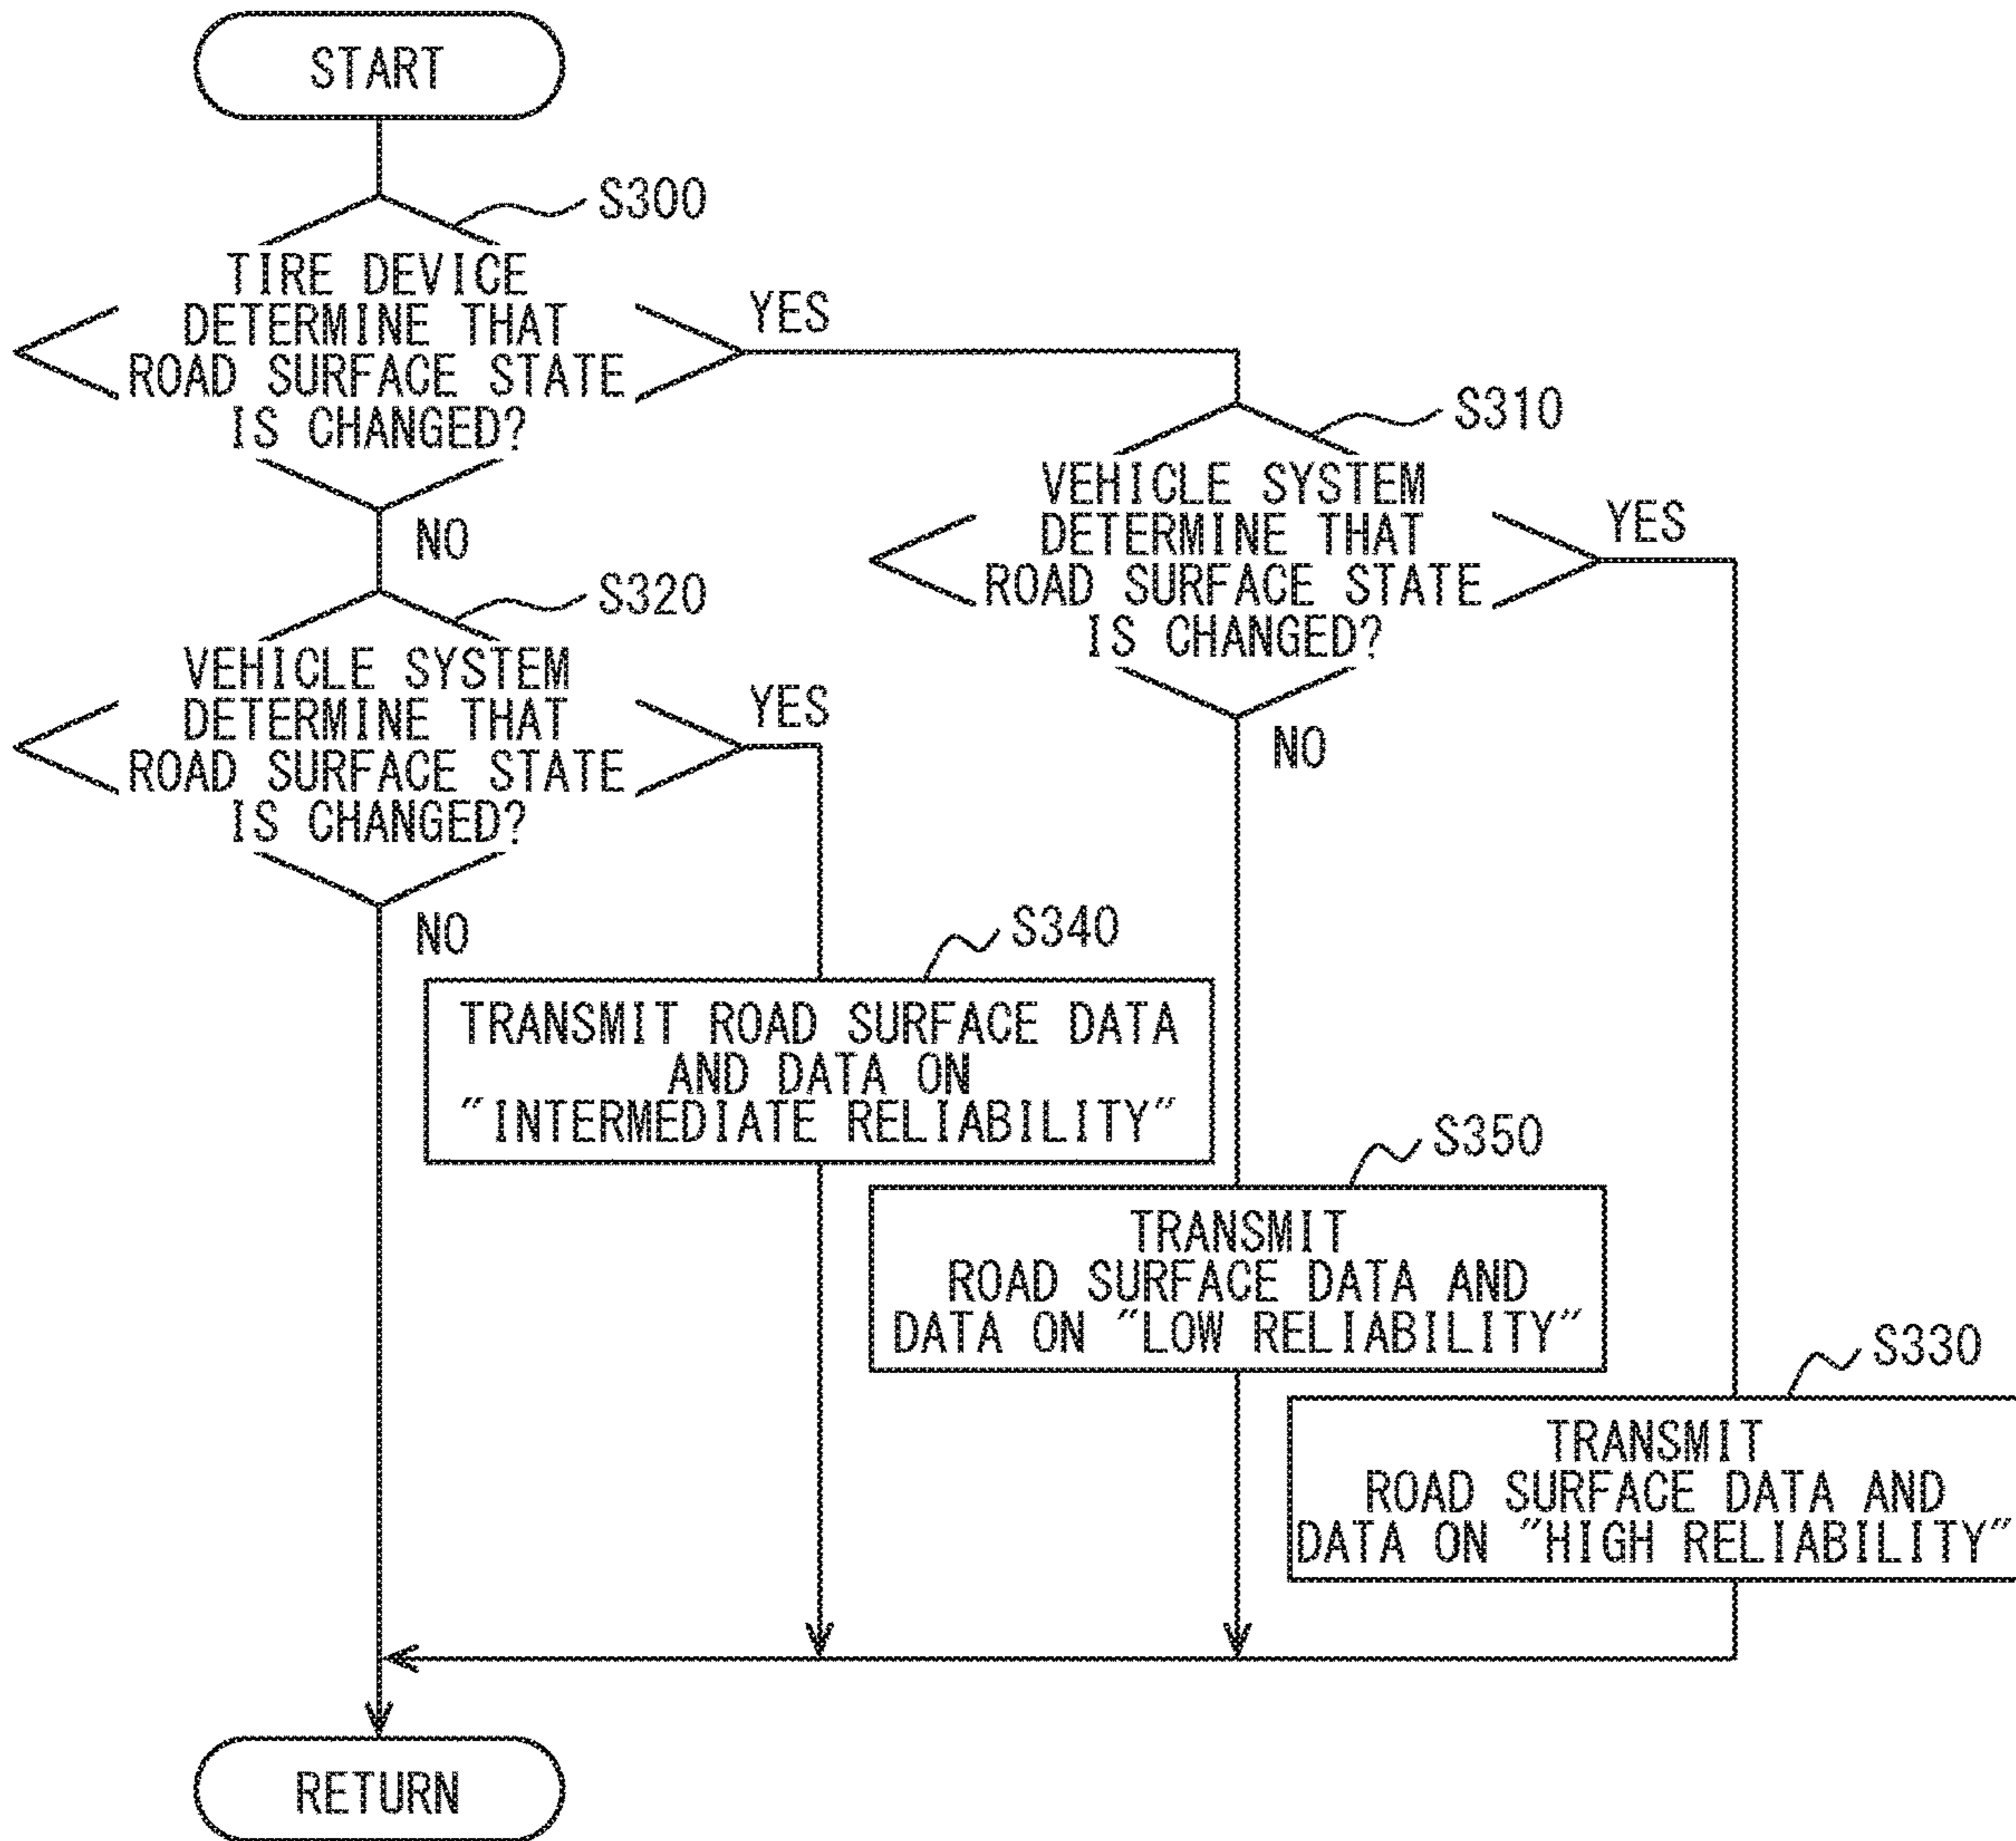 START
S300
TIRE DEVICE
DETERMINE THAT
ROAD SURFACE STATE
IS CHANGED?
YES
NO
S310
VEHICLE SYSTEM
DETERMINE THAT
ROAD SURFACE STATE
IS CHANGED?
YES
NO
S320
VEHICLE SYSTEM
DETERMINE THAT
ROAD SURFACE STATE
IS CHANGED?
YES
NO
S340
TRANSMIT ROAD SURFACE DATA
AND DATA ON
"INTERMEDIATE RELIABILITY"
S350
TRANSMIT
ROAD SURFACE DATA AND
DATA ON "LOW RELIABILITY"
S330
TRANSMIT
ROAD SURFACE DATA AND
DATA ON "HIGH RELIABILITY"
RETURN